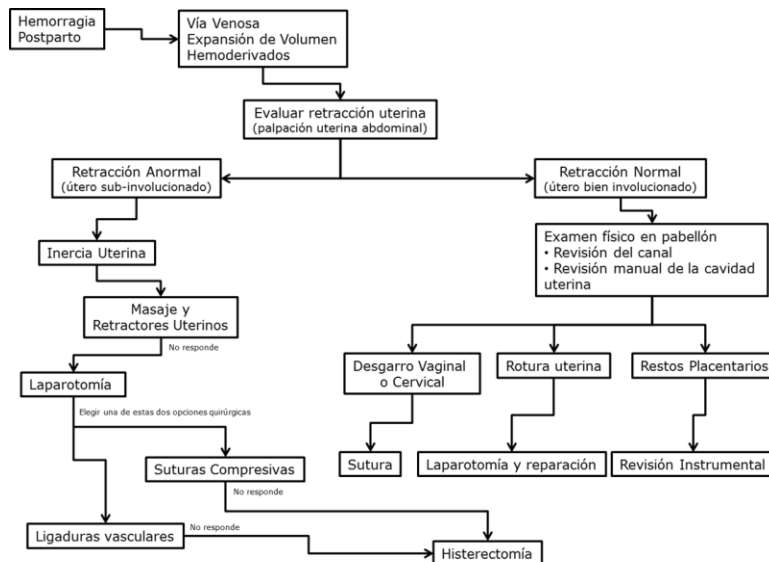 Hemorragia
Postparto
Vía Venosa
Expansión de Volumen
Hemoderivados
Evaluar retracción uterina
(palpación uterina abdominal)
Retracción Anormal
(útero sub-involucionado)
Retracción Normal
(útero bien involucionado)
Inercia Uterina
Examen físico en pabellón
• Revisión del canal
• Revisión manual de la cavidad
uterina
Masaje y
Retractores Uterinos
No responde
Laparotomía
Desgarro Vaginal
o Cervical
Rotura uterina
Restos Placentarios
Elegir una de estas dos opciones quirúrgicas
Suturas Compresivas
Sutura
Laparotomía y reparación
Revisión Instrumental
No responde
Ligaduras vasculares
No responde
Histerectomía